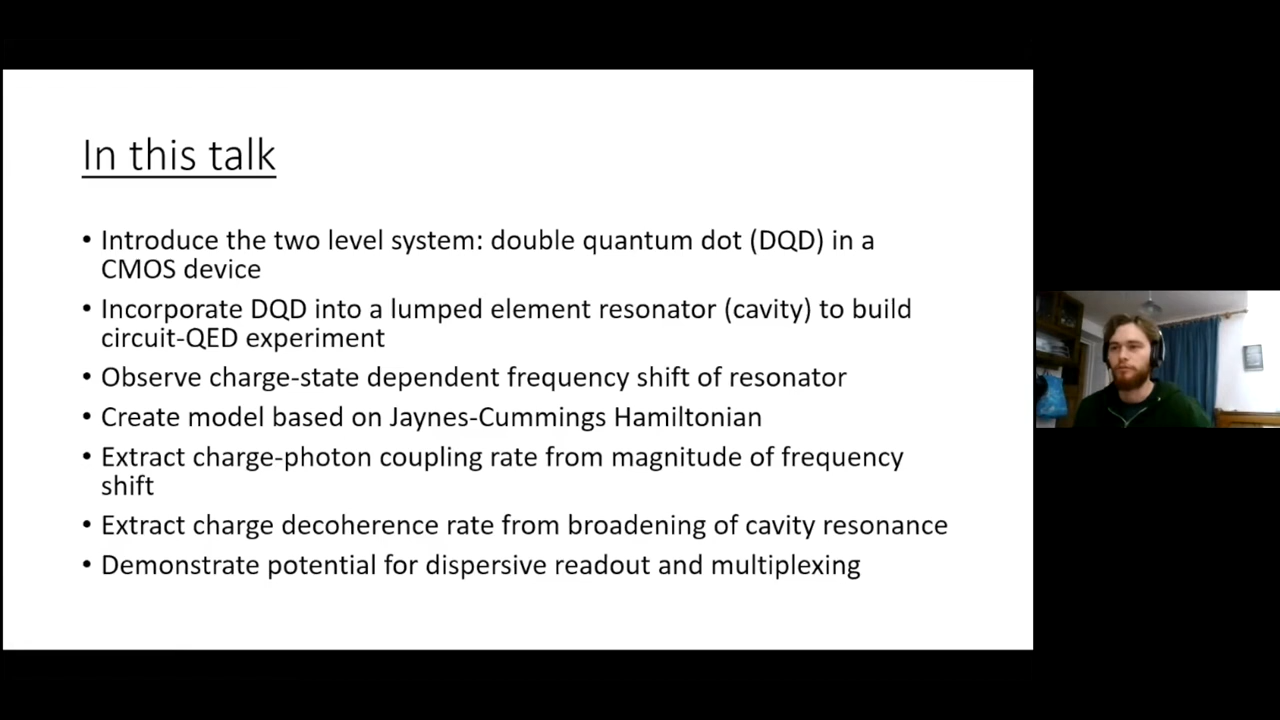 In this talk
• Introduce the two level system: double quantum dot (DQD) in a
CMOS device
• Incorporate DQD into a lumped element resonator (cavity) to build
circuit-QED experiment
• Observe charge-state dependent frequency shift of resonator
• Create model based on Jaynes-Cummings Hamiltonian
• Extract charge-photon coupling rate from magnitude of frequency
shift
• Extract charge decoherence rate from broadening of cavity resonance
• Demonstrate potential for dispersive readout and multiplexing